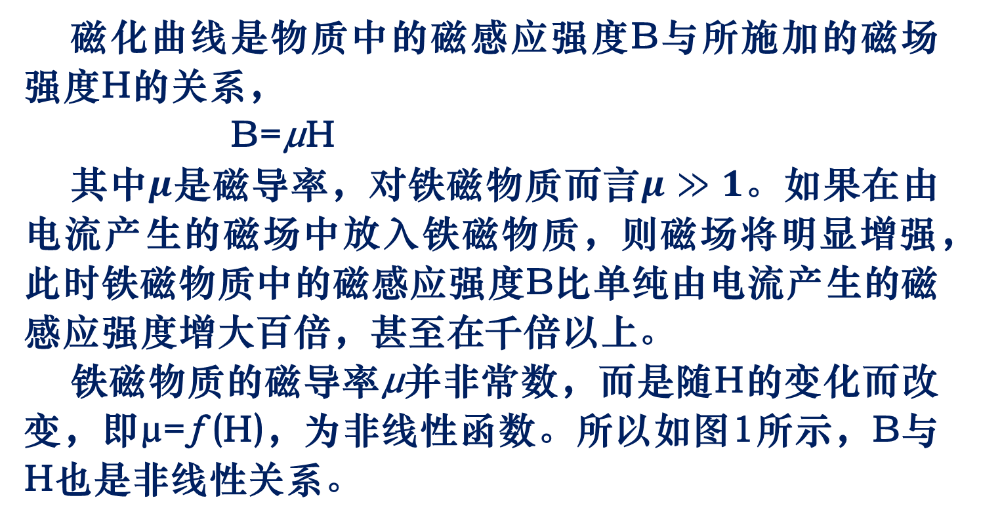 磁化曲线是物质中的磁感应强度B与所施加的磁场
强度H的关系，
B=μH
其中μ是磁导率，对铁磁物质而言μ ≫ 1。如果在由
电流产生的磁场中放入铁磁物质，则磁场将明显增强，
此时铁磁物质中的磁感应强度B比单纯由电流产生的磁
感应强度增大百倍，甚至在千倍以上。
铁磁物质的磁导率μ并非常数，而是随H的变化而改
变，即μ=f(H)，为非线性函数。所以如图1所示，B与
H也是非线性关系。